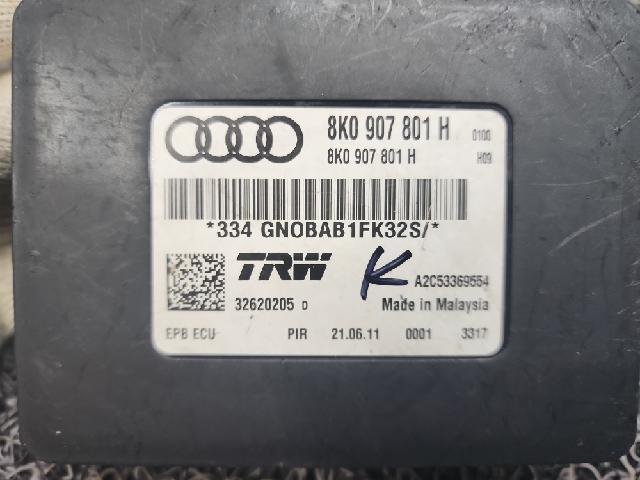 8K0 907 801 H 0100
8K0 907 801 H H09
*334 GNOBAB1FK32S/*
TRW K A2C53369554
32620205 D Made in Malaysia
EPB ECU PIR 21.06.11 0001 3317